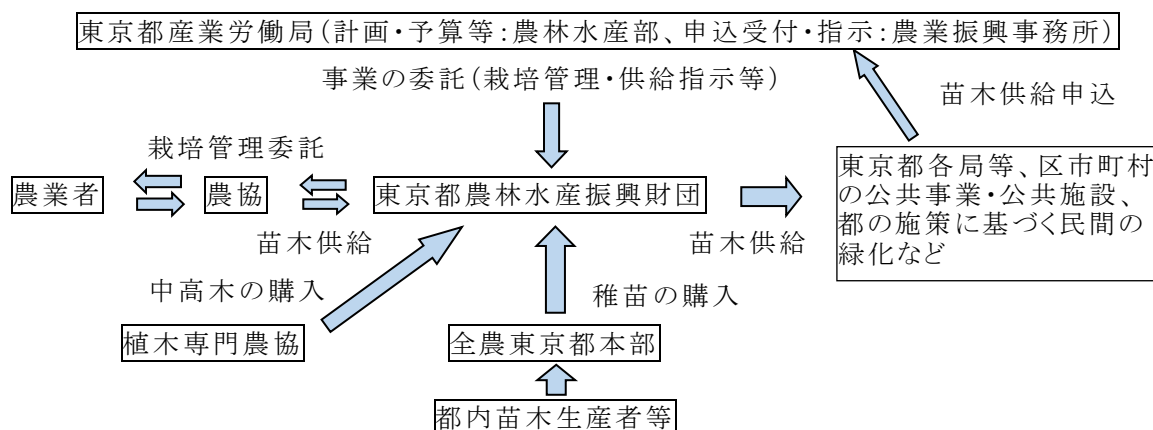 東京都産業労働局（計画・予算等：農林水産部、申込受付・指示：農業振興事務所）
事業の委託（栽培管理・供給指示等）
苗木供給申込
栽培管理委託
農業者
農協
東京都農林水産振興財団
東京都各局等、区市町村
の公共事業・公共施設、
都の施策に基づく民間の
緑化など
苗木供給
苗木供給
中高木の購入
稚苗の購入
植木専門農協
全農東京都本部
都内苗木生産者等